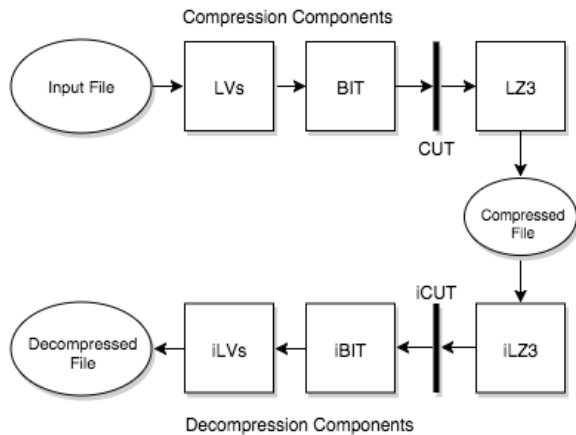 Compression Components
Input File
LVs
BIT
CUT
LZ3
Compressed
File
iLZ3
iCUT
iBIT
iLVs
Decompressed
File
Decompression Components